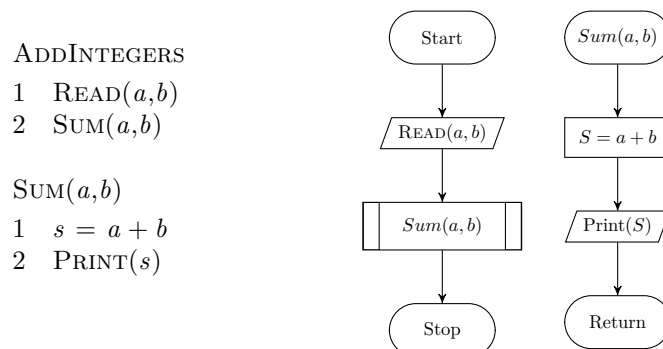 ADDINTEGERS
1 READ(a,b)
2 SUM(a,b)
SUM(a,b)
1 s = a + b
2 PRINT(s)
Start
READ(a, b)
Sum(a, b)
Stop
Sum(a, b)
S = a + b
Print(S)
Return